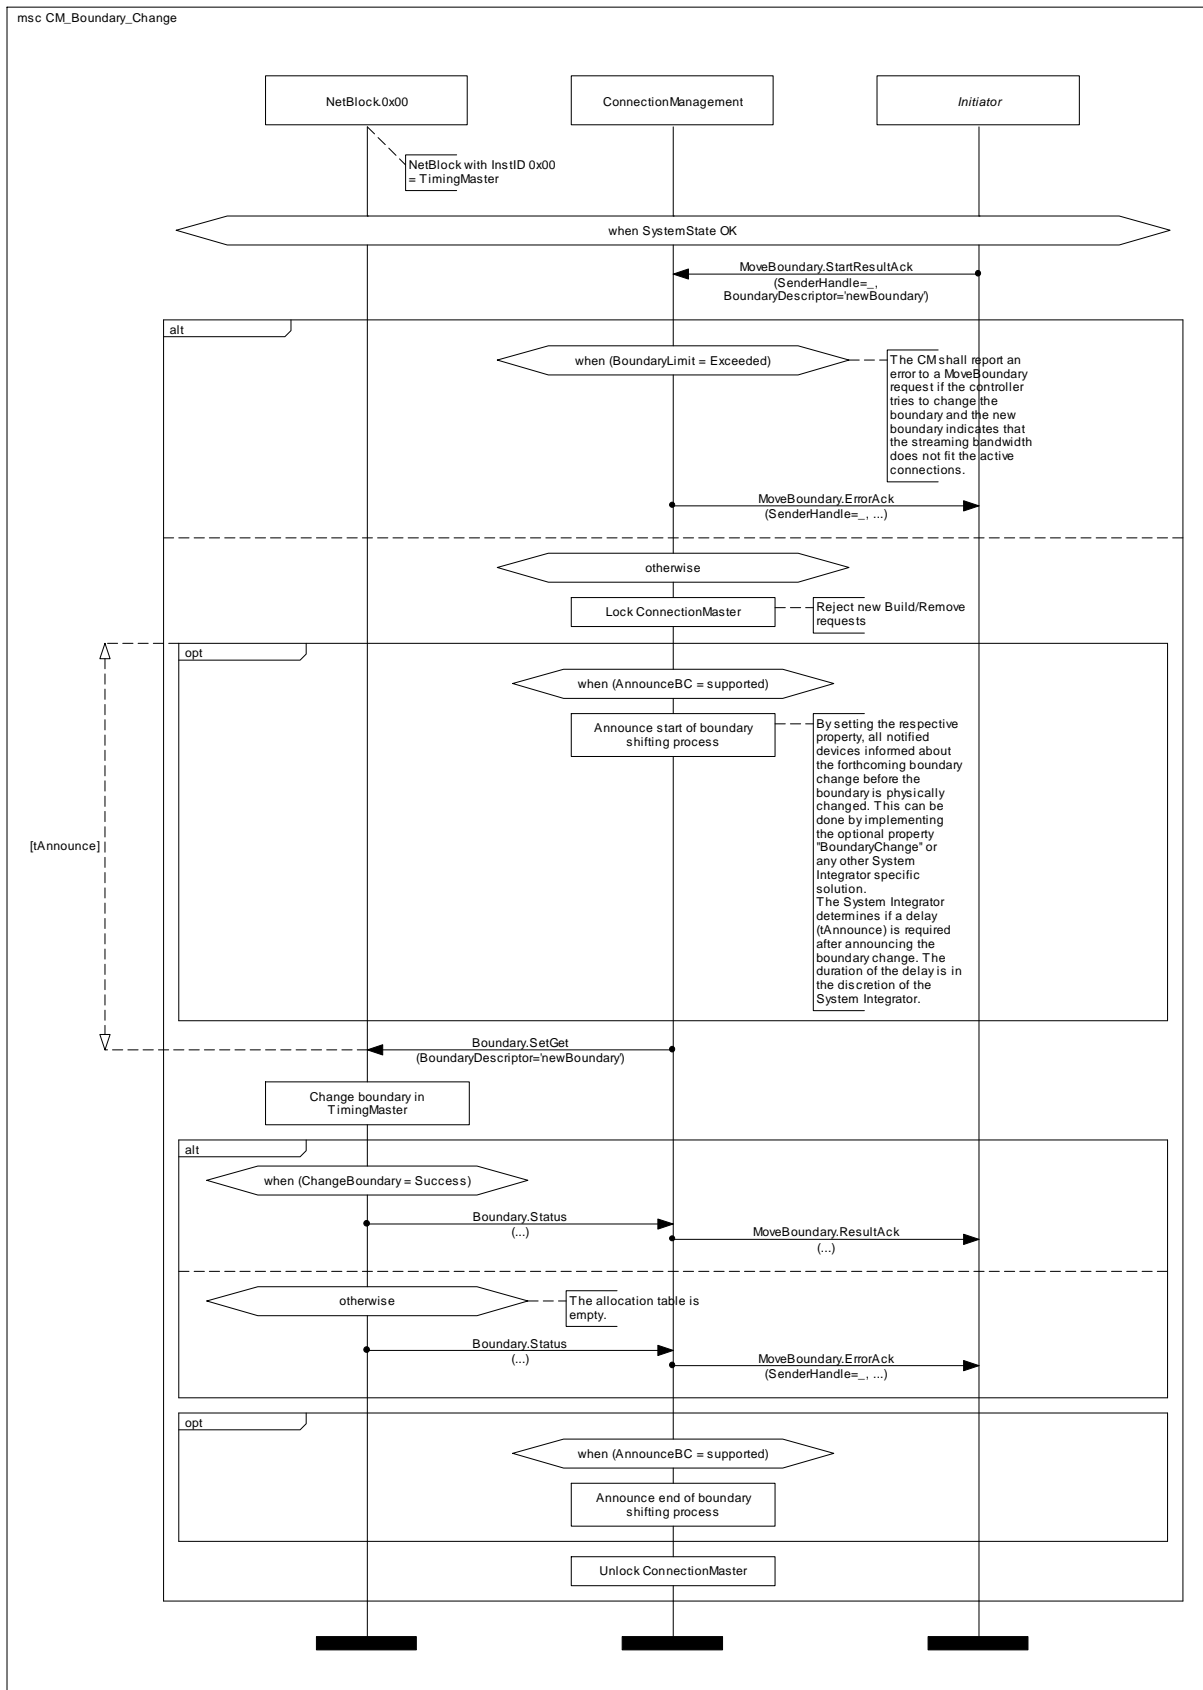 msc CM_Boundary_Change
NetBlock.0x00
ConnectionManagement
Initiator
NetBlock with InstID 0x00
= TimingMaster
when SystemState OK
MoveBoundary.StartResultAck
(SenderHandle=_,
BoundaryDescriptor='newBoundary')
alt
when (BoundaryLimit = Exceeded)
The CM shall report an
error to a MoveBoundary
request if the controller
tries to change the
boundary and the new
boundary indicates that
the streaming bandwidth
does not fit the active
connections.
MoveBoundary.ErrorAck
(SenderHandle=_, ...)
otherwise
Lock ConnectionMaster
Reject new Build/Remove
requests
opt
when (AnnounceBC = supported)
Announce start of boundary
shifting process
By setting the respective
property, all notified
devices informed about
the forthcoming boundary
change before the
boundary is physically
changed. This can be
done by implementing
the optional property
"BoundaryChange" or
any other System
Integrator specific
solution.
The System Integrator
determines if a delay
(tAnnounce) is required
after announcing the
boundary change. The
duration of the delay is in
the discretion of the
System Integrator.
[tAnnounce]
Boundary.SetGet
(BoundaryDescriptor='newBoundary')
Change boundary in
TimingMaster
alt
when (ChangeBoundary = Success)
Boundary.Status
(...)
MoveBoundary.ResultAck
(...)
otherwise
The allocation table is
empty.
Boundary.Status
(...)
MoveBoundary.ErrorAck
(SenderHandle=_, ...)
opt
when (AnnounceBC = supported)
Announce end of boundary
shifting process
Unlock ConnectionMaster